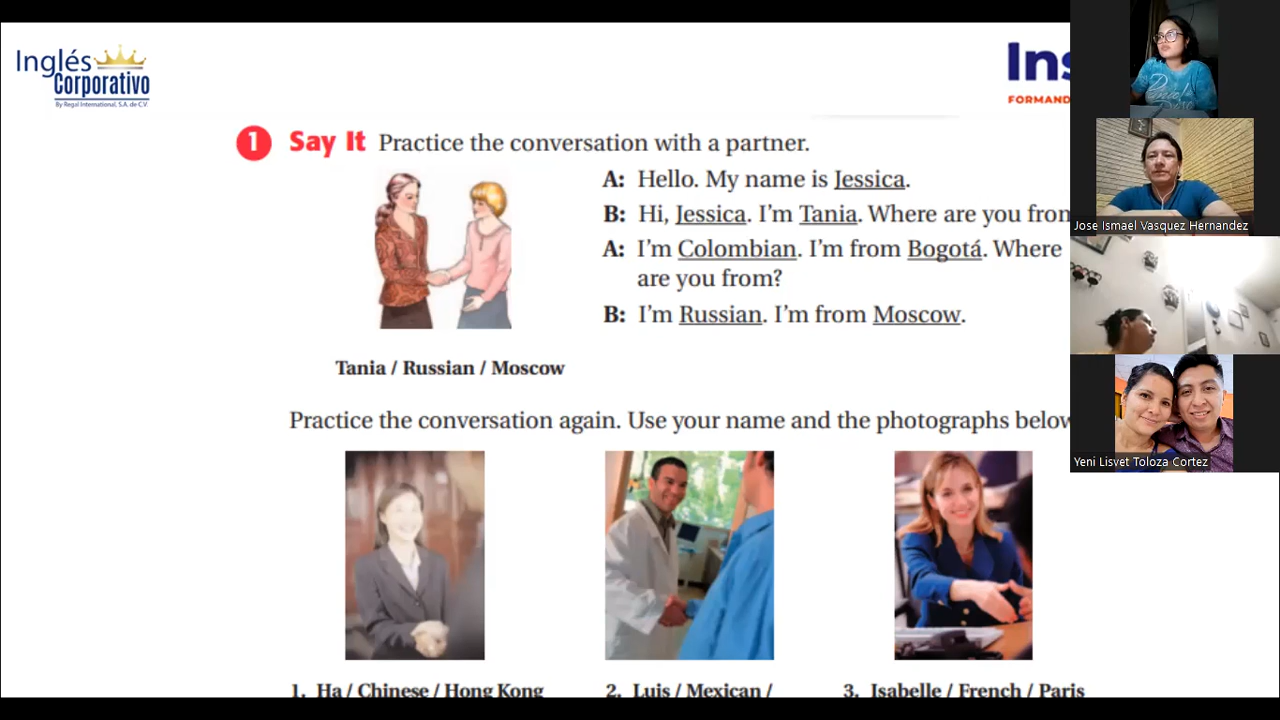 Inglés
Corporativo
By Regal International, S.A. de C.V.
FORMAND
1 Say It Practice the conversation with a partner.
A: Hello. My name is Jessica.
B: Hi, Jessica. I'm Tania. Where are you from
A: I'm Colombian. I'm from Bogotá. Where
are you from?
B: I'm Russian. I'm from Moscow.
Tania / Russian / Moscow
Practice the conversation again. Use your name and the photographs below
1. Ha / Chinese / Hong Kong
2. Luis / Mexican /
3. Isabelle / French / Paris
Jose Ismael Vasquez Hernandez
Yeni Lisvet Toloza Cortez